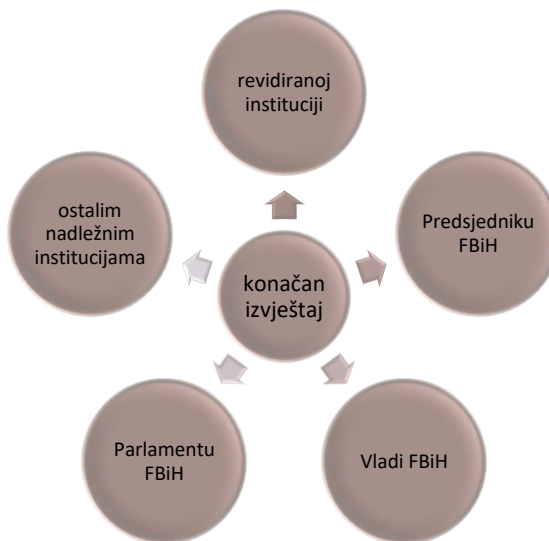 revidiranoj
instituciji
ostalim
nadležnim
institucijama
Predsjedniku
FBiH
konačan
izvještaj
Parlamentu
FBiH
Vladi FBiH